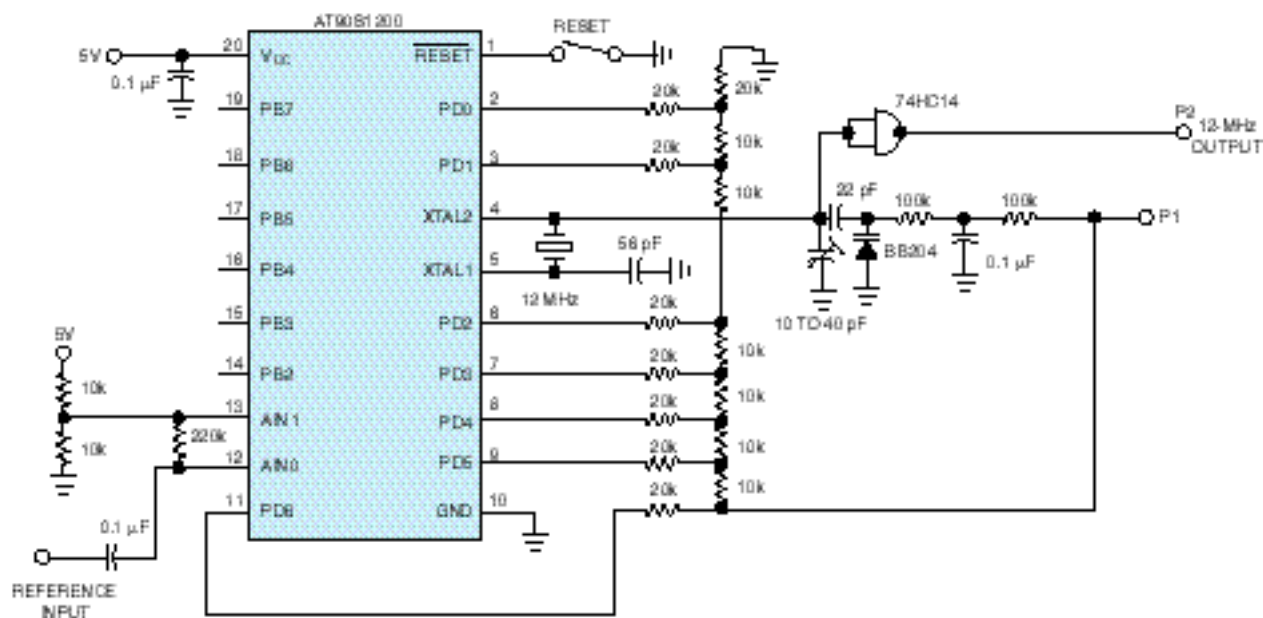 AT90S1200
5V
20
VCC
0.1 µF
19
PB7
18
PB6
17
PB5
16
PB4
15
PB3
14
PB2
5V
10k
10k
220k
13
AIN1
12
AIN0
11
PD6
0.1 µF
REFERENCE
INPUT
RESET
1
RESET
PD0
2
20k
20k
PD1
3
20k
10k
10k
XTAL2
4
XTAL1
5
12 MHz
56 pF
PD2
6
20k
10k
PD3
7
20k
10k
PD4
8
20k
10k
PD5
9
20k
10k
GND
10
20k
74HC14
P2
12-MHz
OUTPUT
22 pF
100k
100k
P1
BB204
0.1 µF
10 TO 40 pF